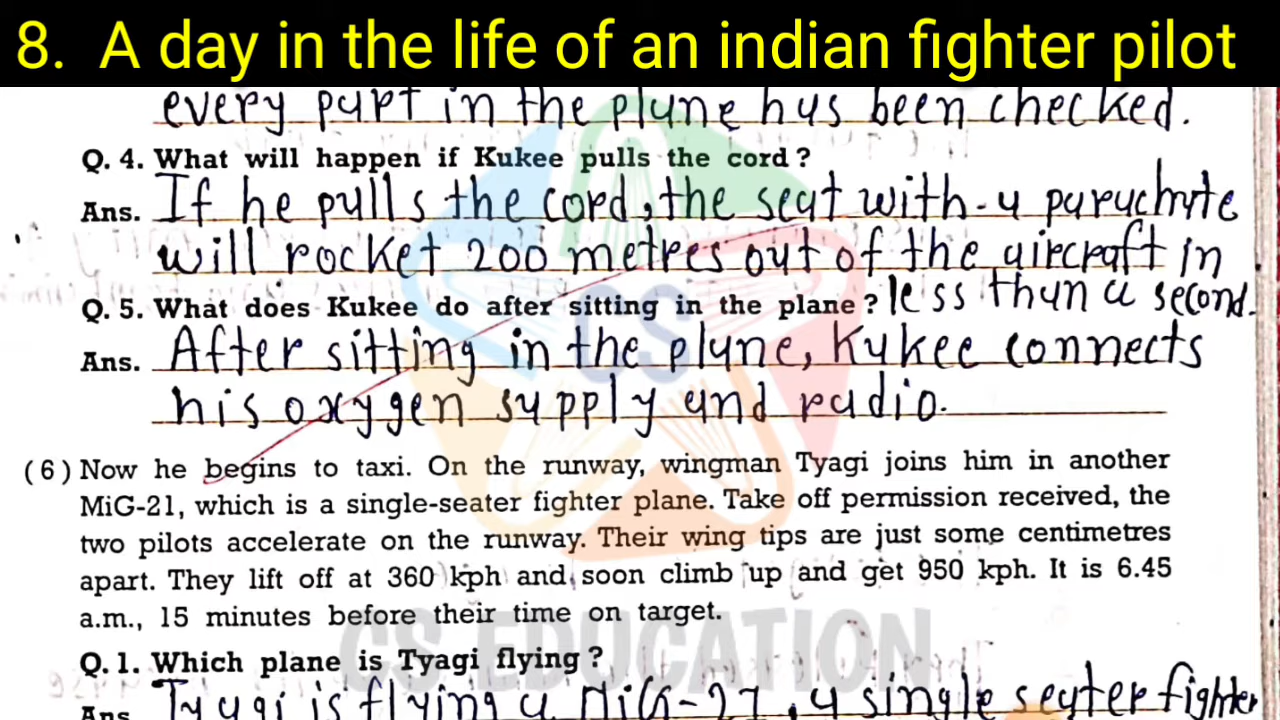 8. A day in the life of an indian fighter pilot
every part in the plane has been checked.
Q. 4. What will happen if Kukee pulls the cord?
Ans. If he pulls the cord, the seat with-a parachute
will rocket 200 metres out of the aircraft in
less than a second.
Q. 5. What does Kukee do after sitting in the plane?
Ans. After sitting in the plane, Kukee connects
his oxygen supply and radio.
(6) Now he begins to taxi. On the runway, wingman Tyagi joins him in another
MiG-21, which is a single-seater fighter plane. Take off permission received, the
two pilots accelerate on the runway. Their wing tips are just some centimetres
apart. They lift off at 360 kph and soon climb up and get 950 kph. It is 6.45
a.m., 15 minutes before their time on target.
CS EDUCATION
Q. 1. Which plane is Tyagi flying?
Ans. Tyagi is flying a MiG-21, a single seater fighter
CS